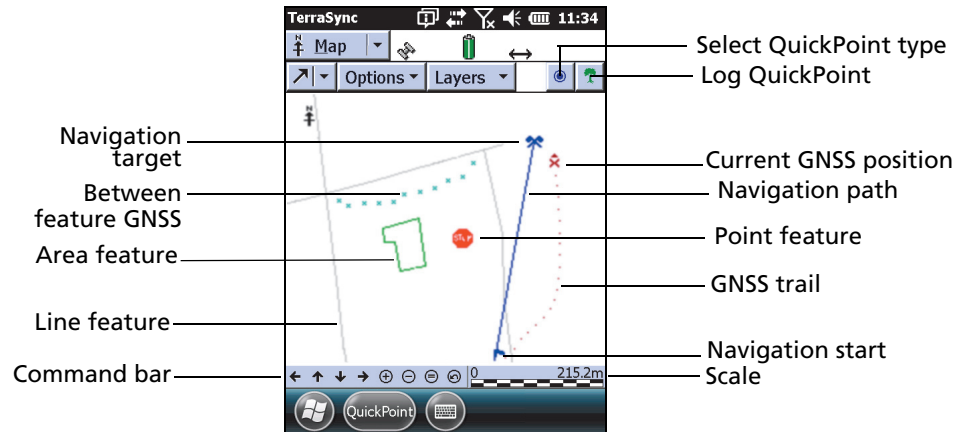 TerraSync 11:34
Map
Options Layers
Select QuickPoint type
Log QuickPoint
N
Navigation
target
Between
feature GNSS
Area feature
Line feature
Command bar
Current GNSS position
Navigation path
STOP
Point feature
GNSS trail
Navigation start
Scale
0 215.2m
QuickPoint